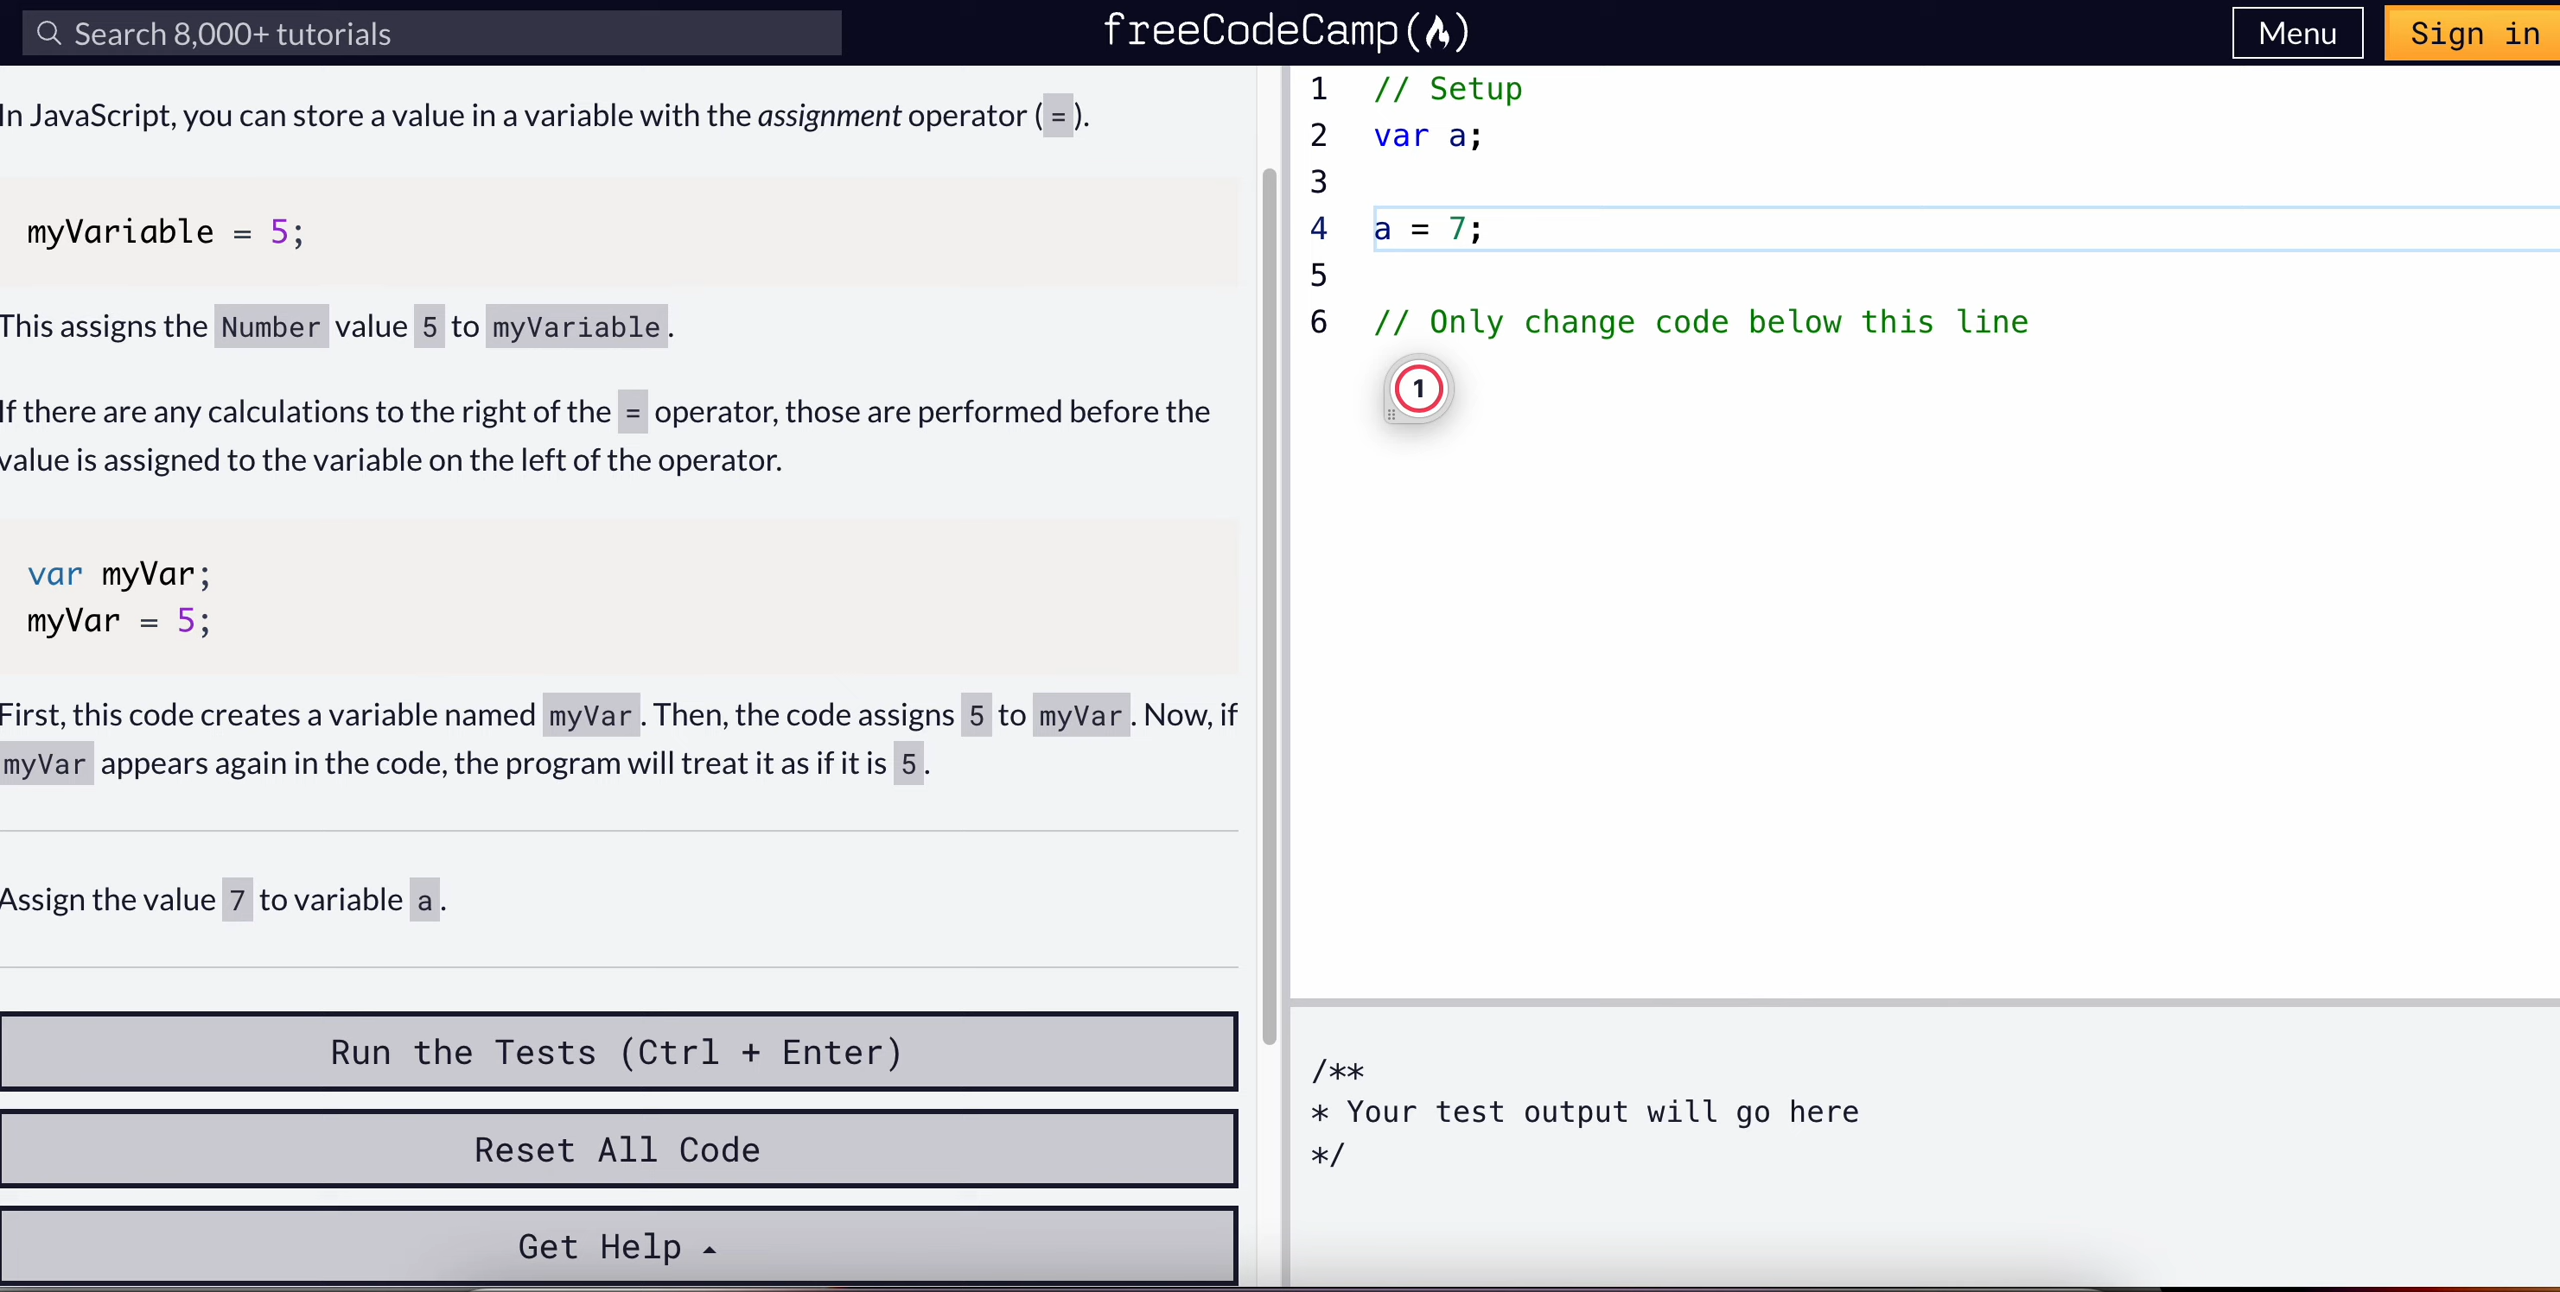 Search 8,000+ tutorials
freeCodeCamp
Menu
Sign in
In JavaScript, you can store a value in a variable with the assignment operator (=).
myVariable = 5;
This assigns the Number value 5 to myVariable.
If there are any calculations to the right of the = operator, those are performed before the
value is assigned to the variable on the left of the operator.
var myVar;
myVar = 5;
First, this code creates a variable named myVar. Then, the code assigns 5 to myVar. Now, if
myVar appears again in the code, the program will treat it as if it is 5.
Assign the value 7 to variable a.
Run the Tests (Ctrl + Enter)
Reset All Code
Get Help
1 // Setup
2 var a;
3
4 a = 7;
5
6 // Only change code below this line
1
/**
* Your test output will go here
*/